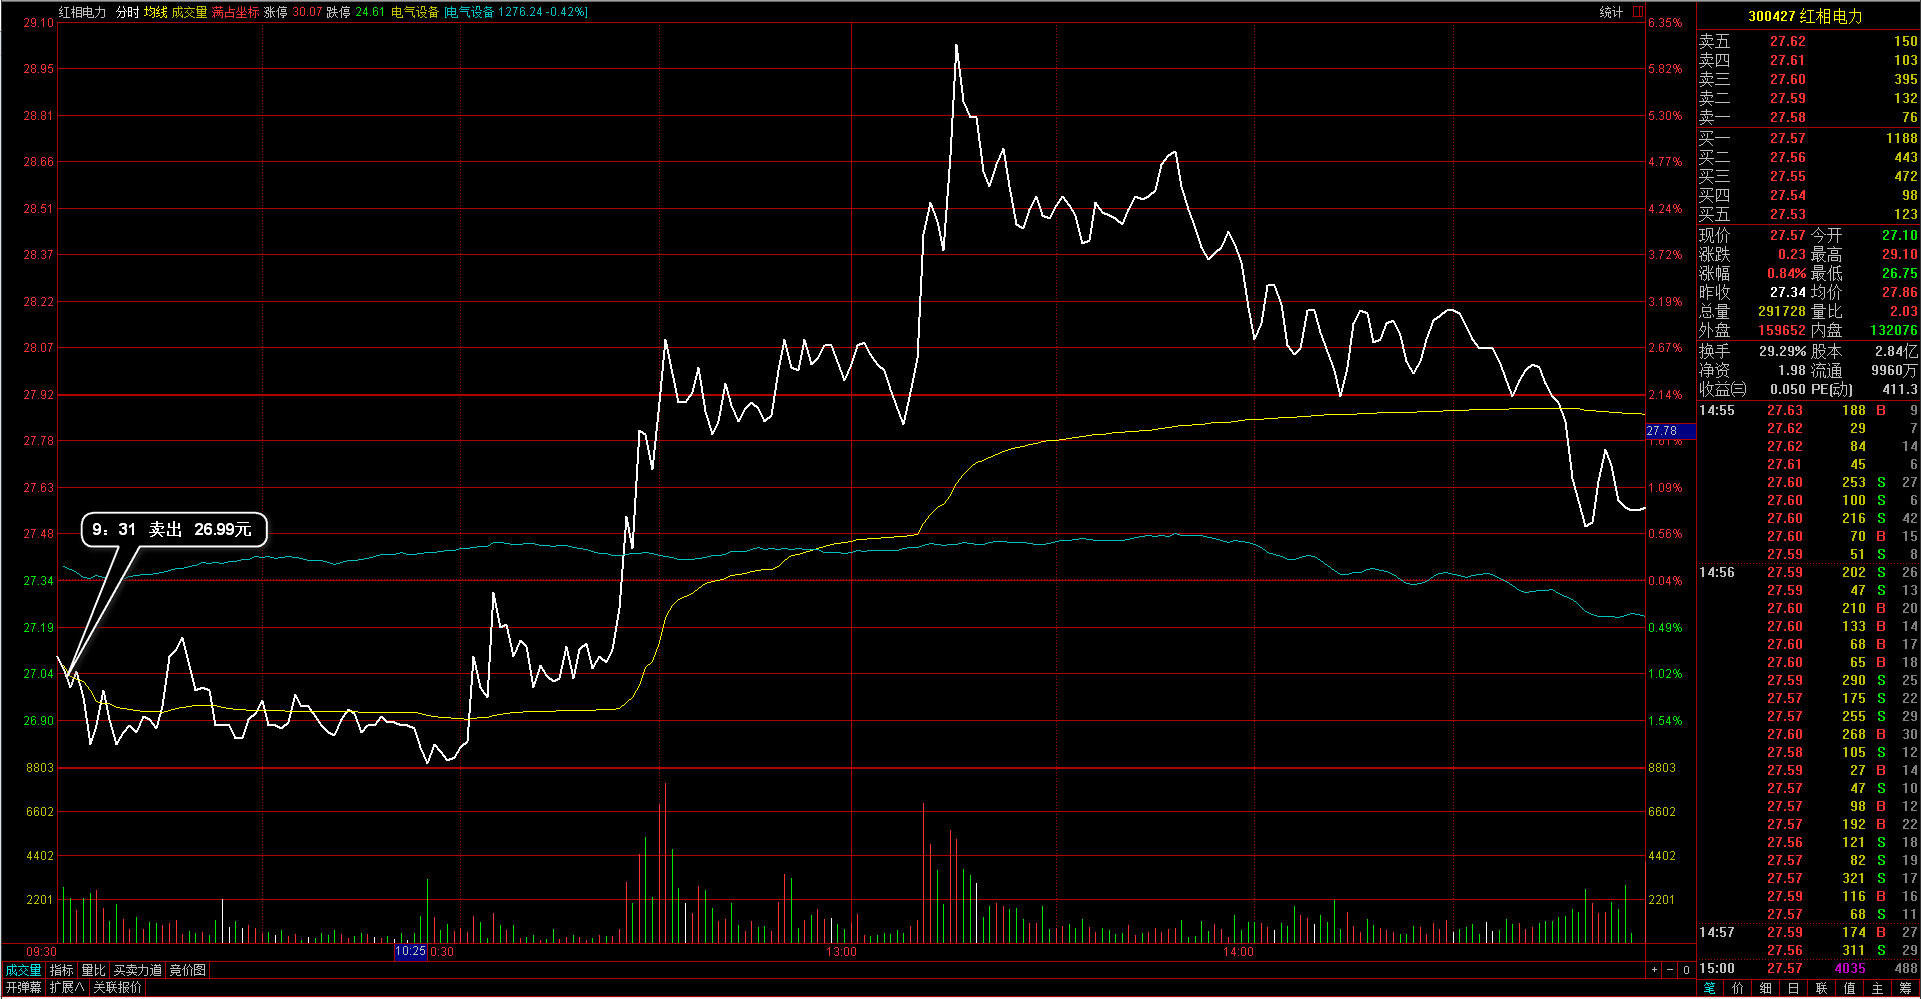 红相电力 分时 均线 成交量 满占坐标 涨停 30.07 跌停 24.61 电气设备 [电气设备 1276.24 -0.42%]
统计
29.10 6.35%
28.95 5.82%
28.81 5.30%
28.66 4.77%
28.51 4.24%
28.37 3.72%
28.22 3.19%
28.07 2.67%
27.92 2.14%
27.78 1.61%
27.78
27.63 1.09%
27.48 0.56%
27.34 0.04%
27.19 0.49%
27.04 1.02%
26.90 1.54%
9：31 卖出 26.99元
8803 8803
6602 6602
4402 4402
2201 2201
09:30 10:25 0:30 13:00 14:00
成交量 指标 量比 买卖力道 竞价图
+ - 0
开弹幕 扩展∧ 关联报价
300427 红相电力
卖五 27.62 150
卖四 27.61 103
卖三 27.60 395
卖二 27.59 132
卖一 27.58 76
买一 27.57 1188
买二 27.56 443
买三 27.55 472
买四 27.54 98
买五 27.53 123
现价 27.57 今开 27.10
涨跌 0.23 最高 29.10
涨幅 0.84% 最低 26.75
昨收 27.34 均价 27.86
总量 291728 量比 2.03
外盘 159652 内盘 132076
换手 29.29% 股本 2.84亿
净资 1.98 流通 9960万
收益㈢ 0.050 PE(动) 411.3
14:55 27.63 188 B 9
27.62 29 7
27.62 84 14
27.61 45 6
27.60 253 S 27
27.60 100 S 6
27.60 216 S 42
27.60 70 B 15
27.59 51 S 8
14:56 27.59 202 S 26
27.59 47 S 13
27.60 210 B 20
27.60 133 B 14
27.60 68 B 17
27.60 65 B 18
27.59 290 S 25
27.57 175 S 22
27.57 255 S 29
27.60 268 B 30
27.58 105 S 12
27.59 27 B 14
27.57 47 S 10
27.57 98 B 12
27.57 192 B 22
27.56 121 S 18
27.57 82 S 19
27.57 321 S 17
27.59 116 B 16
27.57 68 S 11
14:57 27.59 174 B 27
27.56 311 S 29
15:00 27.57 4035 488
笔 价 细 日 联 值 主 筹